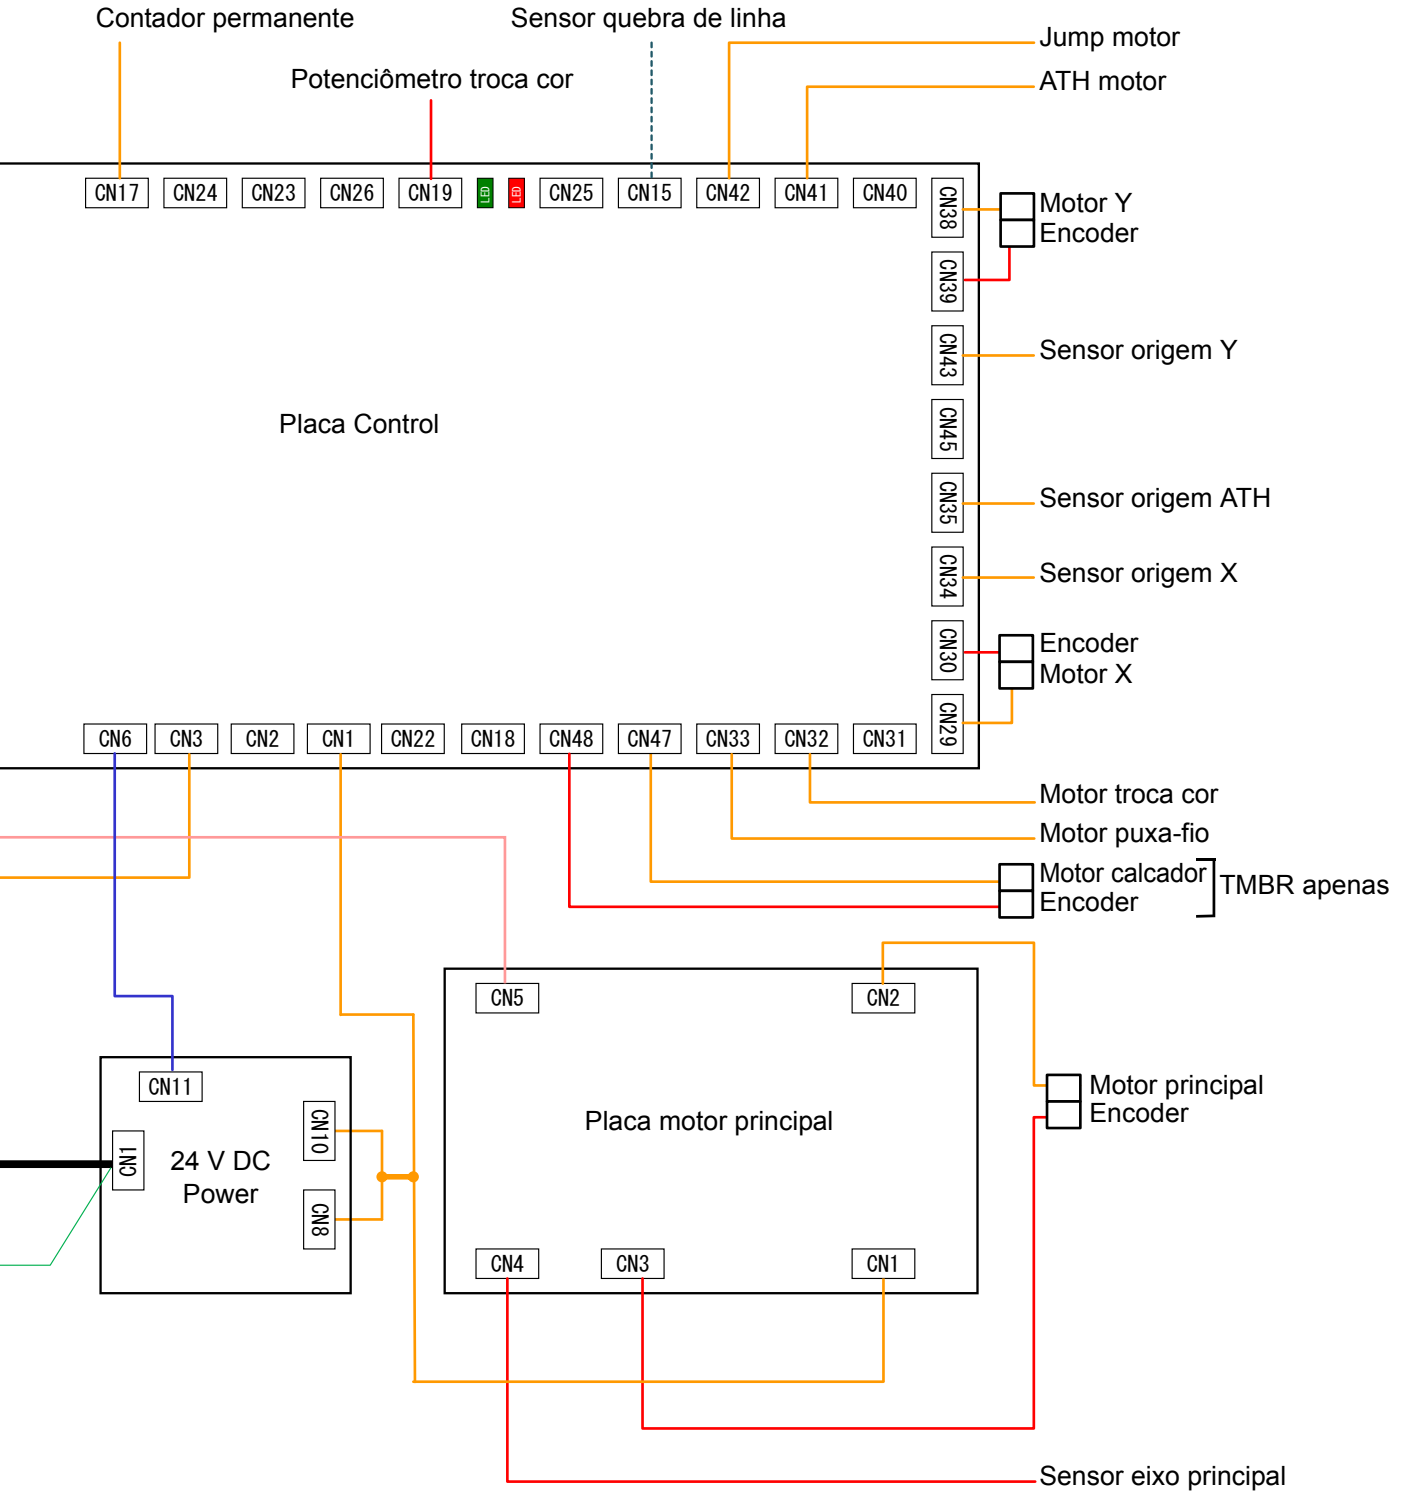 Contador permanente
Sensor quebra de linha
Jump motor
Potenciômetro troca cor
ATH motor
CN17
CN24
CN23
CN26
CN19
LED
LED
CN25
CN15
CN42
CN41
CN40
CN38
Motor Y
Encoder
CN39
CN43
Sensor origem Y
Placa Control
CN45
CN35
Sensor origem ATH
CN34
Sensor origem X
CN30
Encoder
Motor X
CN29
CN6
CN3
CN2
CN1
CN22
CN18
CN48
CN47
CN33
CN32
CN31
Motor troca cor
Motor puxa-fio
Motor calcador
Encoder
TMBR apenas
CN5
CN2
CN11
CN10
CN1
24 V DC
Power
CN8
Placa motor principal
Motor principal
Encoder
CN4
CN3
CN1
Sensor eixo principal